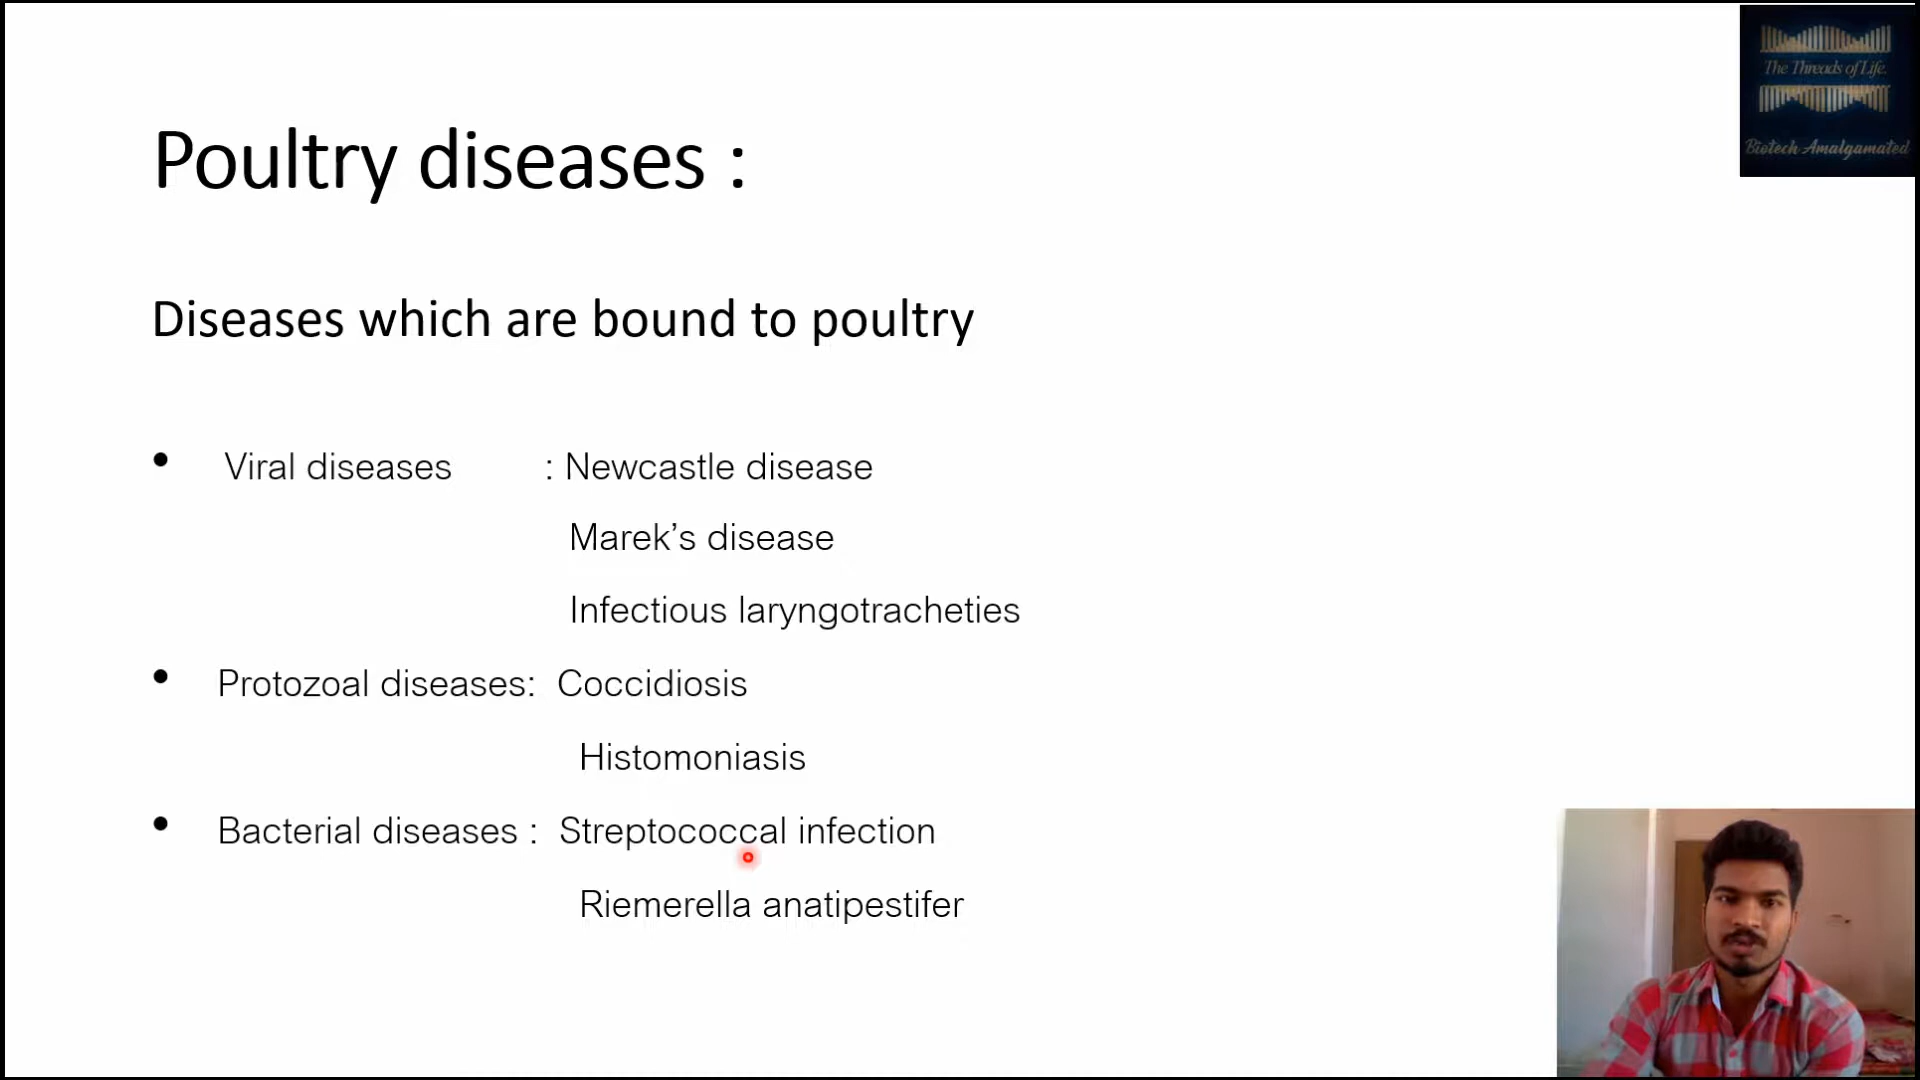 The Threads of Life.
Biotech Amalgamated
Poultry diseases :
Diseases which are bound to poultry
• Viral diseases : Newcastle disease
Marek’s disease
Infectious laryngotracheties
• Protozoal diseases: Coccidiosis
Histomoniasis
• Bacterial diseases : Streptococcal infection
Riemerella anatipestifer